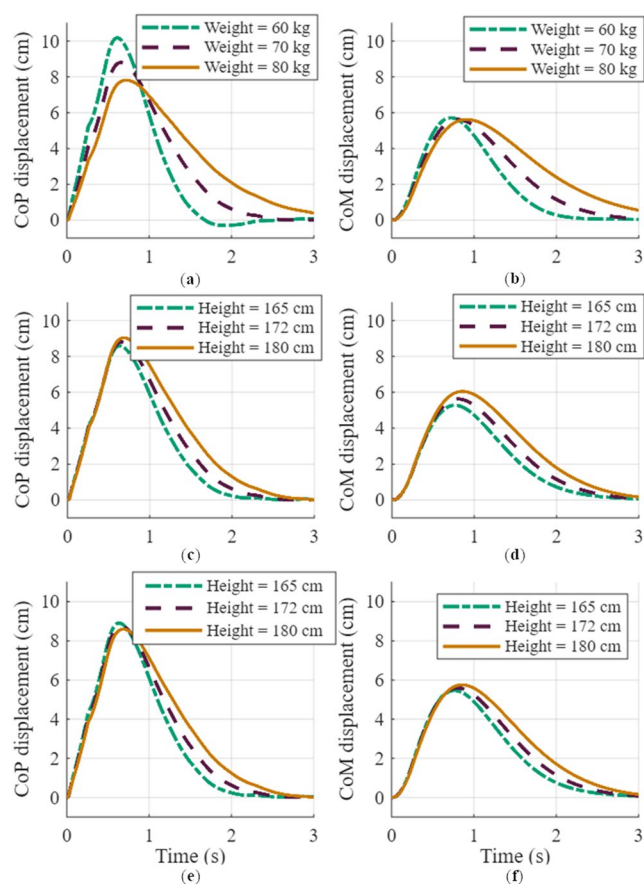 CoP displacement (cm)
10
8
6
4
2
0
0 1 2 3
Weight = 60 kg
Weight = 70 kg
Weight = 80 kg
(a)
CoM displacement (cm)
10
8
6
4
2
0
0 1 2 3
Weight = 60 kg
Weight = 70 kg
Weight = 80 kg
(b)
CoP displacement (cm)
10
8
6
4
2
0
0 1 2 3
Height = 165 cm
Height = 172 cm
Height = 180 cm
(c)
CoM displacement (cm)
10
8
6
4
2
0
0 1 2 3
Height = 165 cm
Height = 172 cm
Height = 180 cm
(d)
CoP displacement (cm)
10
8
6
4
2
0
0 1 2 3
Height = 165 cm
Height = 172 cm
Height = 180 cm
Time (s)
(e)
CoM displacement (cm)
10
8
6
4
2
0
0 1 2 3
Height = 165 cm
Height = 172 cm
Height = 180 cm
Time (s)
(f)